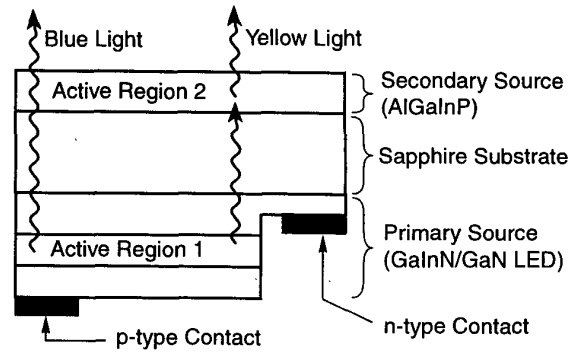 Blue Light
Yellow Light
Active Region 2
Secondary Source
(AlGaInP)
Sapphire Substrate
Active Region 1
Primary Source
(GaInN/GaN LED)
p-type Contact
n-type Contact